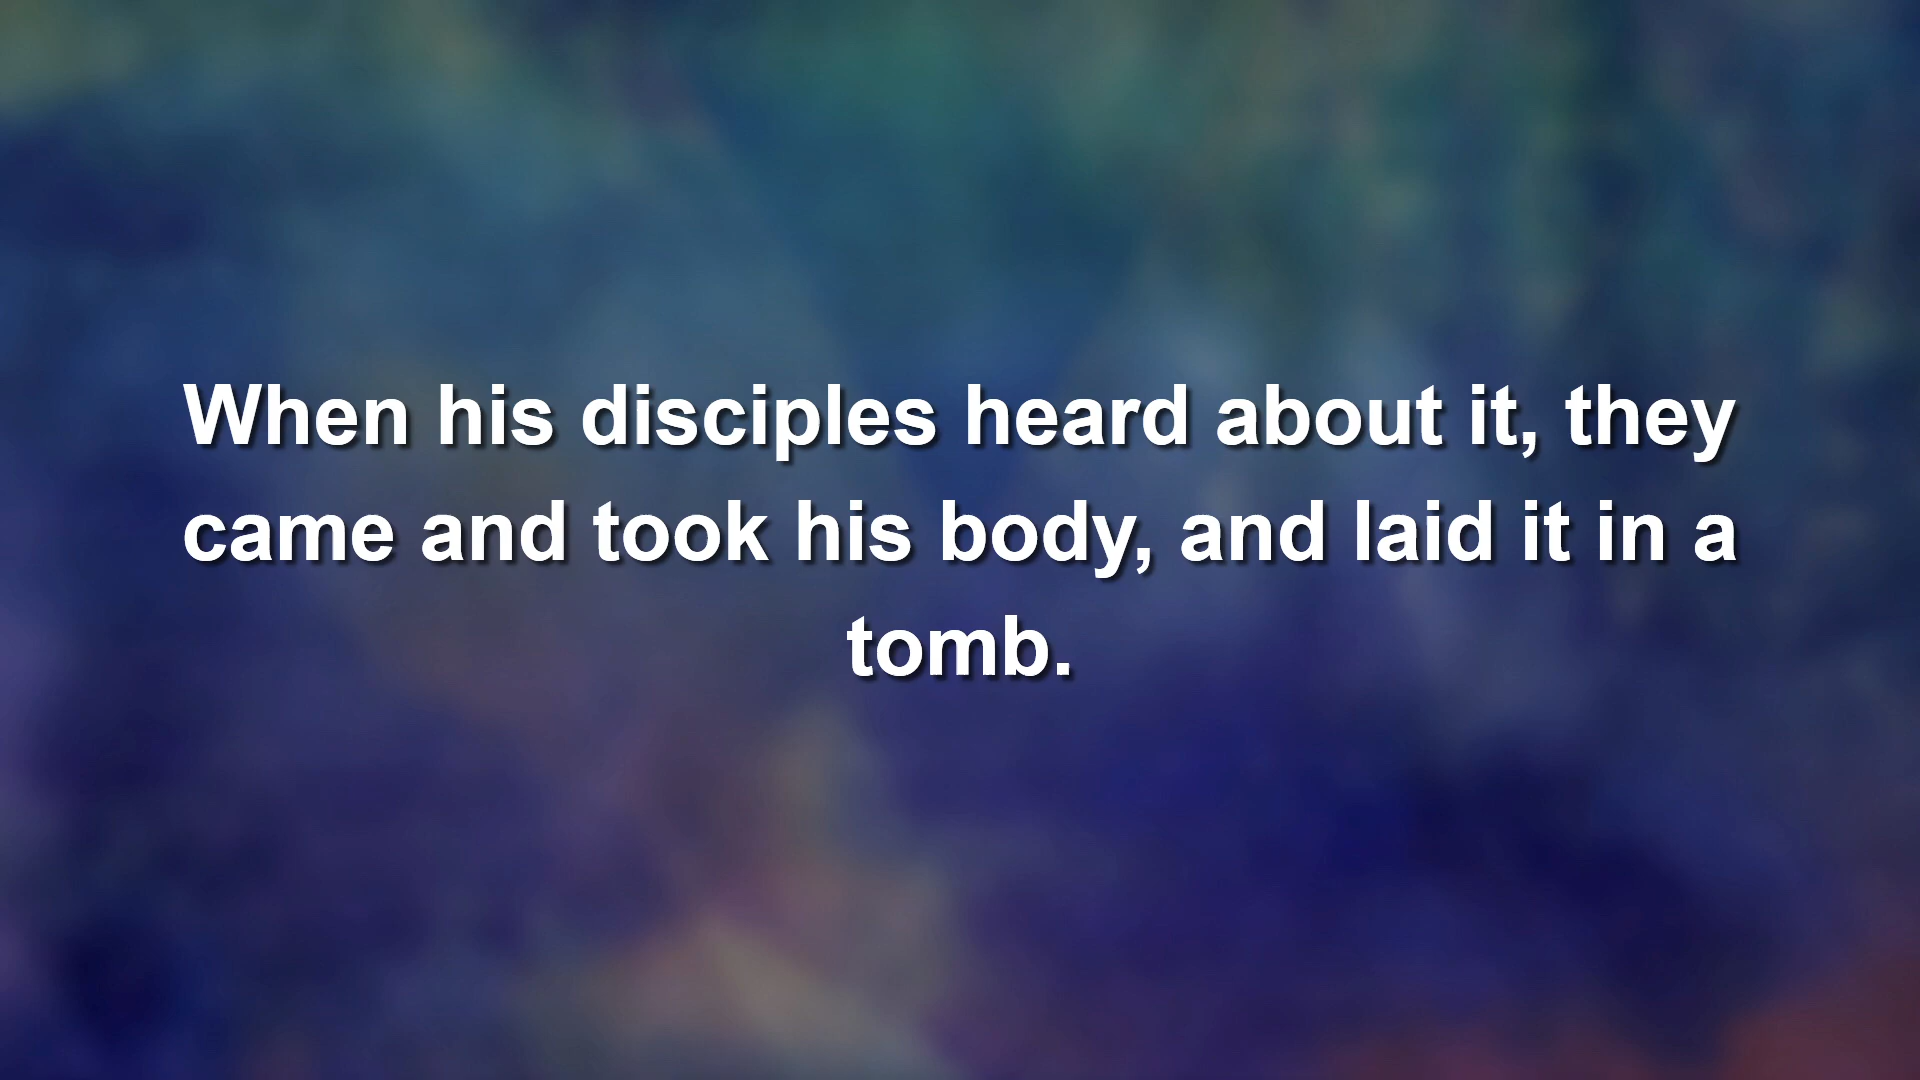 When his disciples heard about it, they
came and took his body, and laid it in a
tomb.